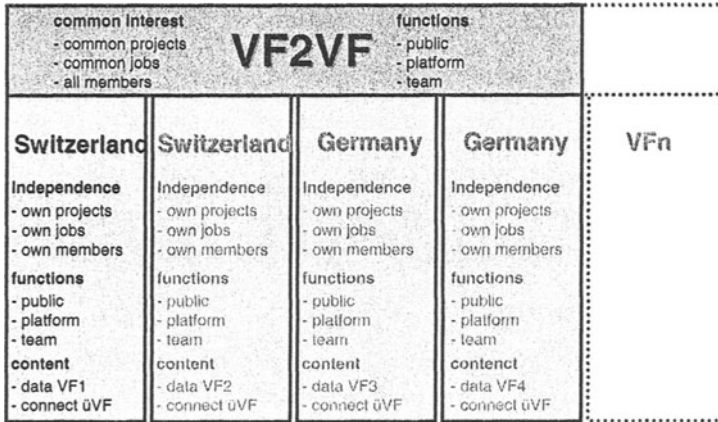 common Interest
- common projects
- common jobs
- all members
VF2VF
functions
- public
- platform
- team
Switzerland
Independence
- own projects
- own jobs
- own members
functions
- public
- platform
- team
content
- data VF1
- connect üVF
Switzerland
Independence
- own projects
- own jobs
- own members
functions
- public
- platform
- team
content
- data VF2
- connect üVF
Germany
Independence
- own projects
- own jobs
- own members
functions
- public
- platform
- team
content
- data VF3
- connect üVF
Germany
Independence
- own projects
- own jobs
- own members
functions
- public
- platform
- team
contenct
- data VF4
- connect üVF
VFn